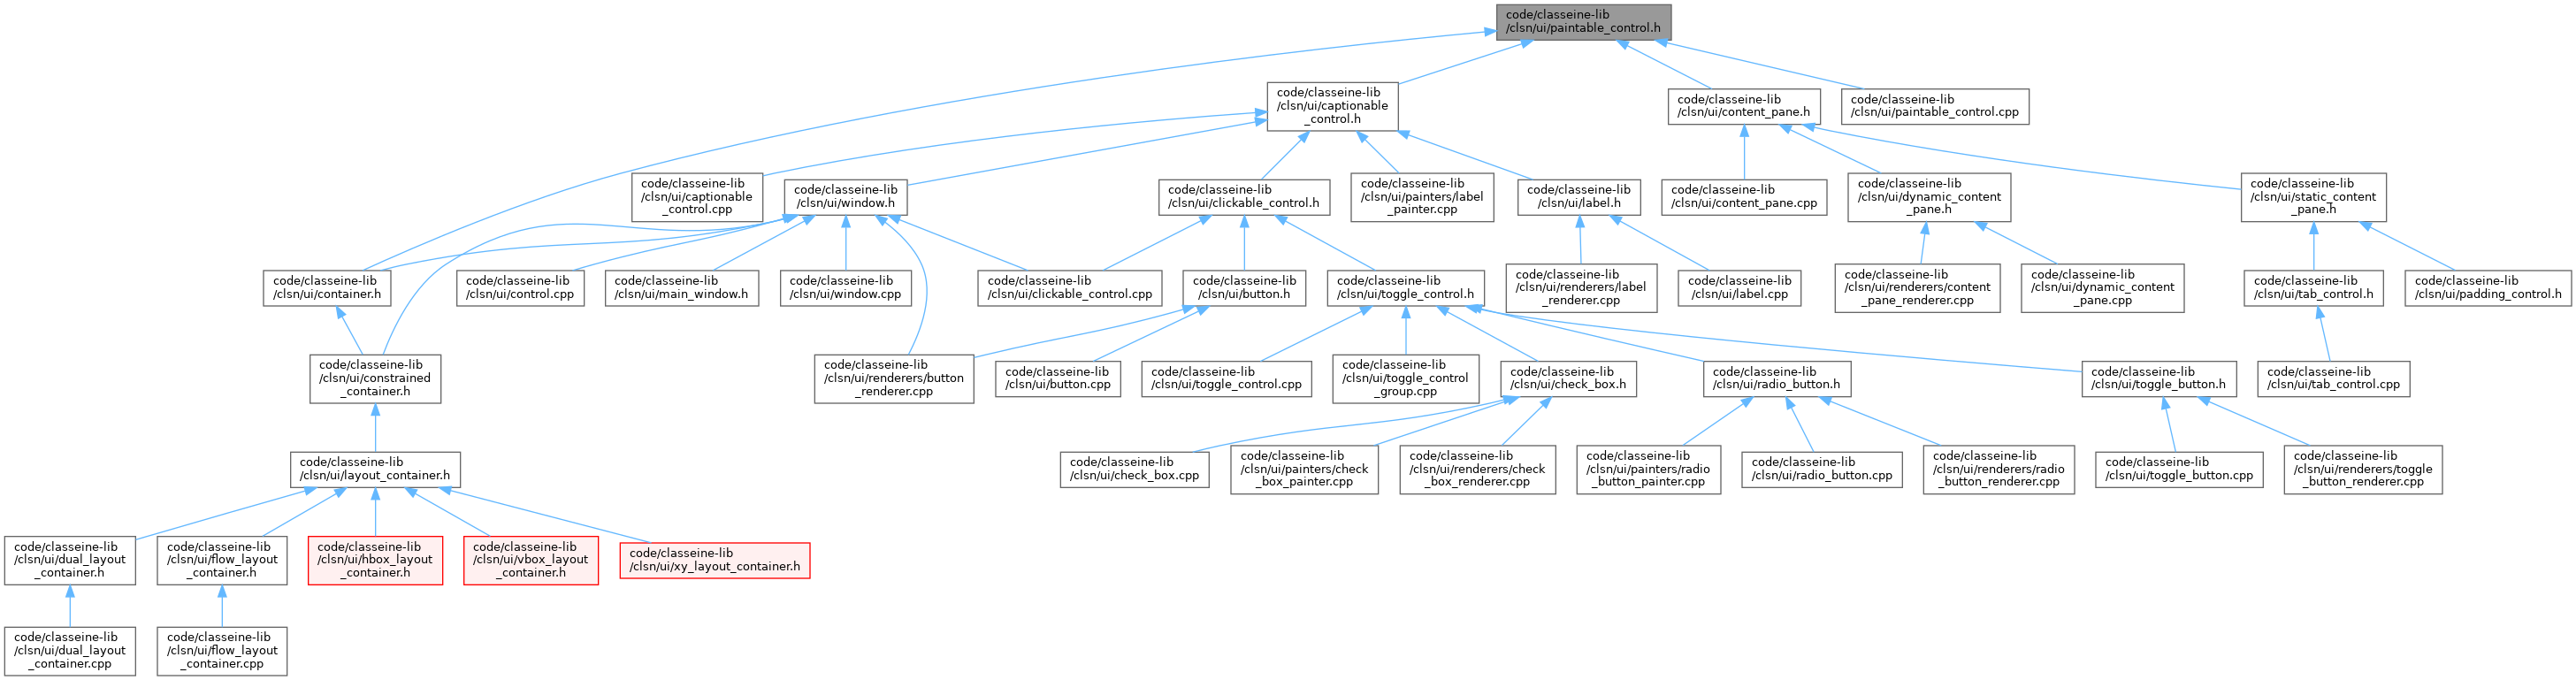 code/classeine-lib
/clsn/ui/paintable_control.h
code/classeine-lib
/clsn/ui/captionable
_control.h
code/classeine-lib
/clsn/ui/content_pane.h
code/classeine-lib
/clsn/ui/paintable_control.cpp
code/classeine-lib
/clsn/ui/captionable
_control.cpp
code/classeine-lib
/clsn/ui/window.h
code/classeine-lib
/clsn/ui/clickable_control.h
code/classeine-lib
/clsn/ui/painters/label
_painter.cpp
code/classeine-lib
/clsn/ui/label.h
code/classeine-lib
/clsn/ui/content_pane.cpp
code/classeine-lib
/clsn/ui/dynamic_content
_pane.h
code/classeine-lib
/clsn/ui/static_content
_pane.h
code/classeine-lib
/clsn/ui/container.h
code/classeine-lib
/clsn/ui/control.cpp
code/classeine-lib
/clsn/ui/main_window.h
code/classeine-lib
/clsn/ui/window.cpp
code/classeine-lib
/clsn/ui/clickable_control.cpp
code/classeine-lib
/clsn/ui/button.h
code/classeine-lib
/clsn/ui/toggle_control.h
code/classeine-lib
/clsn/ui/renderers/label
_renderer.cpp
code/classeine-lib
/clsn/ui/label.cpp
code/classeine-lib
/clsn/ui/renderers/content
_pane_renderer.cpp
code/classeine-lib
/clsn/ui/dynamic_content
_pane.cpp
code/classeine-lib
/clsn/ui/tab_control.h
code/classeine-lib
/clsn/ui/padding_control.h
code/classeine-lib
/clsn/ui/constrained
_container.h
code/classeine-lib
/clsn/ui/renderers/button
_renderer.cpp
code/classeine-lib
/clsn/ui/button.cpp
code/classeine-lib
/clsn/ui/toggle_control.cpp
code/classeine-lib
/clsn/ui/toggle_control
_group.cpp
code/classeine-lib
/clsn/ui/check_box.h
code/classeine-lib
/clsn/ui/radio_button.h
code/classeine-lib
/clsn/ui/toggle_button.h
code/classeine-lib
/clsn/ui/tab_control.cpp
code/classeine-lib
/clsn/ui/layout_container.h
code/classeine-lib
/clsn/ui/check_box.cpp
code/classeine-lib
/clsn/ui/painters/check
_box_painter.cpp
code/classeine-lib
/clsn/ui/renderers/check
_box_renderer.cpp
code/classeine-lib
/clsn/ui/painters/radio
_button_painter.cpp
code/classeine-lib
/clsn/ui/radio_button.cpp
code/classeine-lib
/clsn/ui/renderers/radio
_button_renderer.cpp
code/classeine-lib
/clsn/ui/toggle_button.cpp
code/classeine-lib
/clsn/ui/renderers/toggle
_button_renderer.cpp
code/classeine-lib
/clsn/ui/dual_layout
_container.h
code/classeine-lib
/clsn/ui/flow_layout
_container.h
code/classeine-lib
/clsn/ui/hbox_layout
_container.h
code/classeine-lib
/clsn/ui/vbox_layout
_container.h
code/classeine-lib
/clsn/ui/xy_layout_container.h
code/classeine-lib
/clsn/ui/dual_layout
_container.cpp
code/classeine-lib
/clsn/ui/flow_layout
_container.cpp